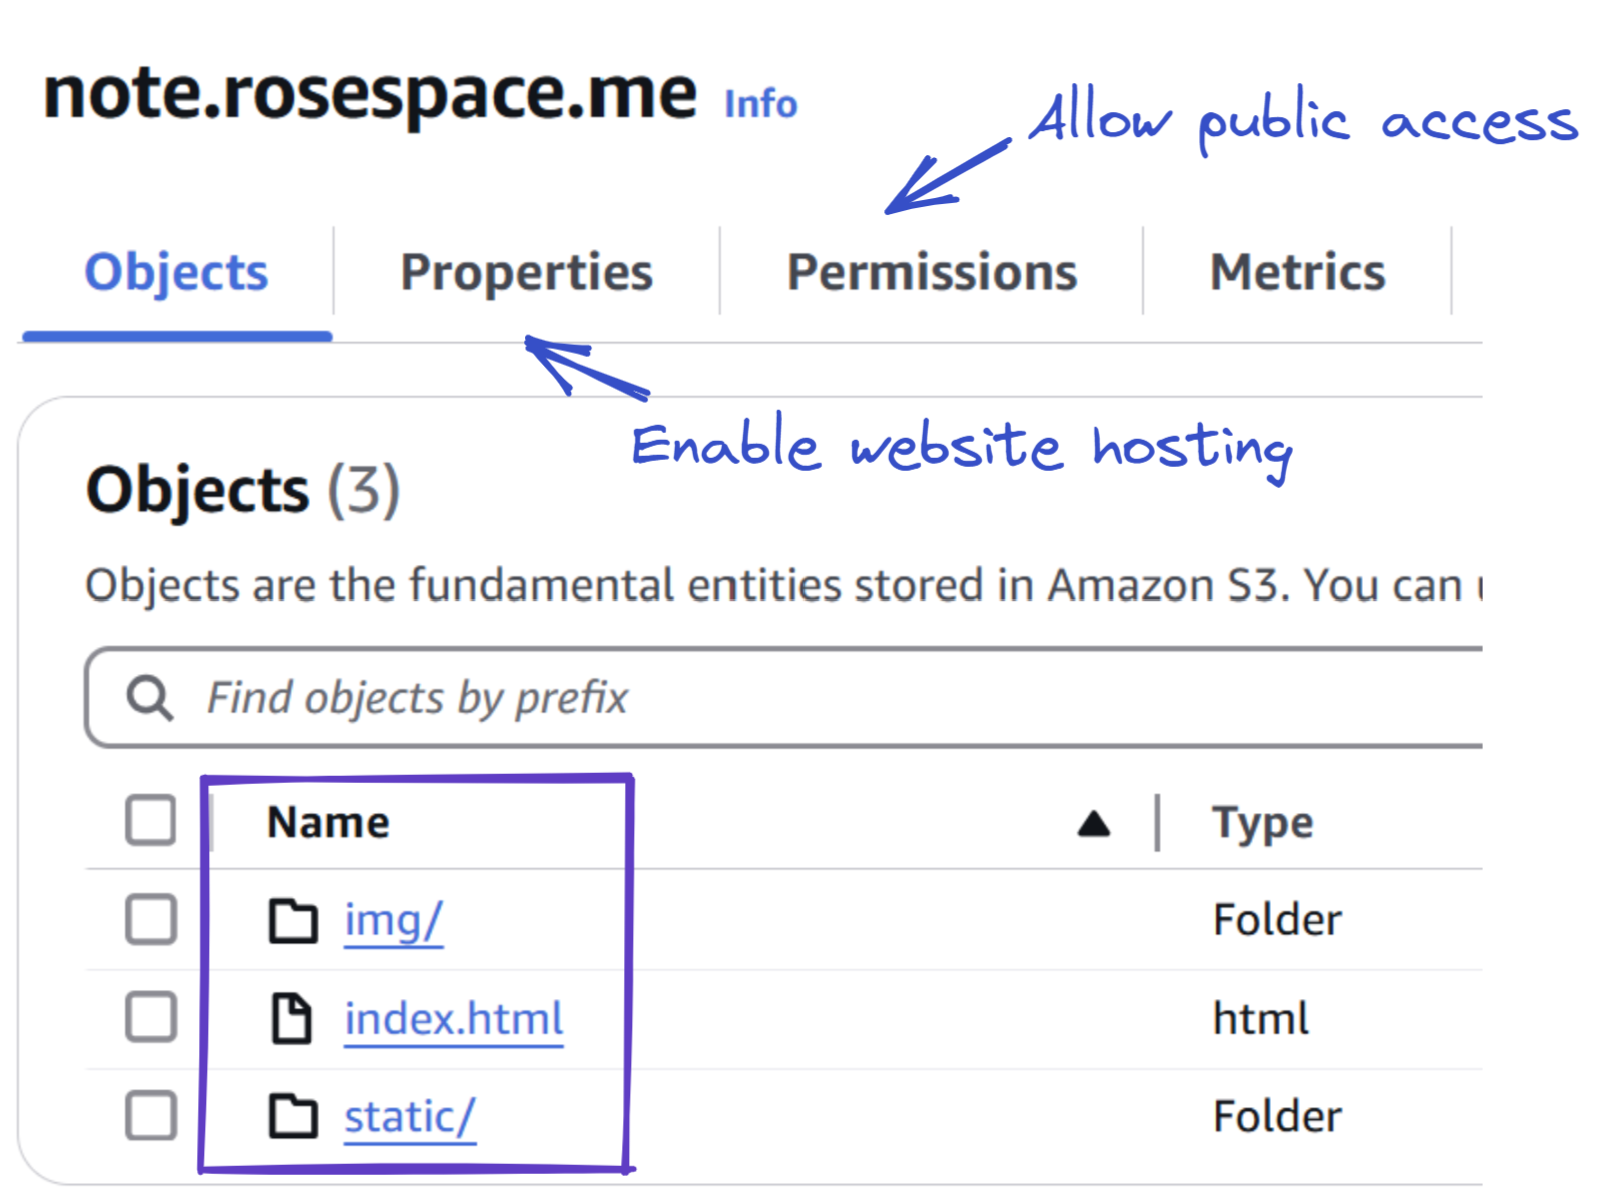 note.rosespace.me Info
Allow public access
Objects Properties Permissions Metrics
Enable website hosting
Objects (3)
Objects are the fundamental entities stored in Amazon S3. You can
Find objects by prefix
Name Type
img/ Folder
index.html html
static/ Folder